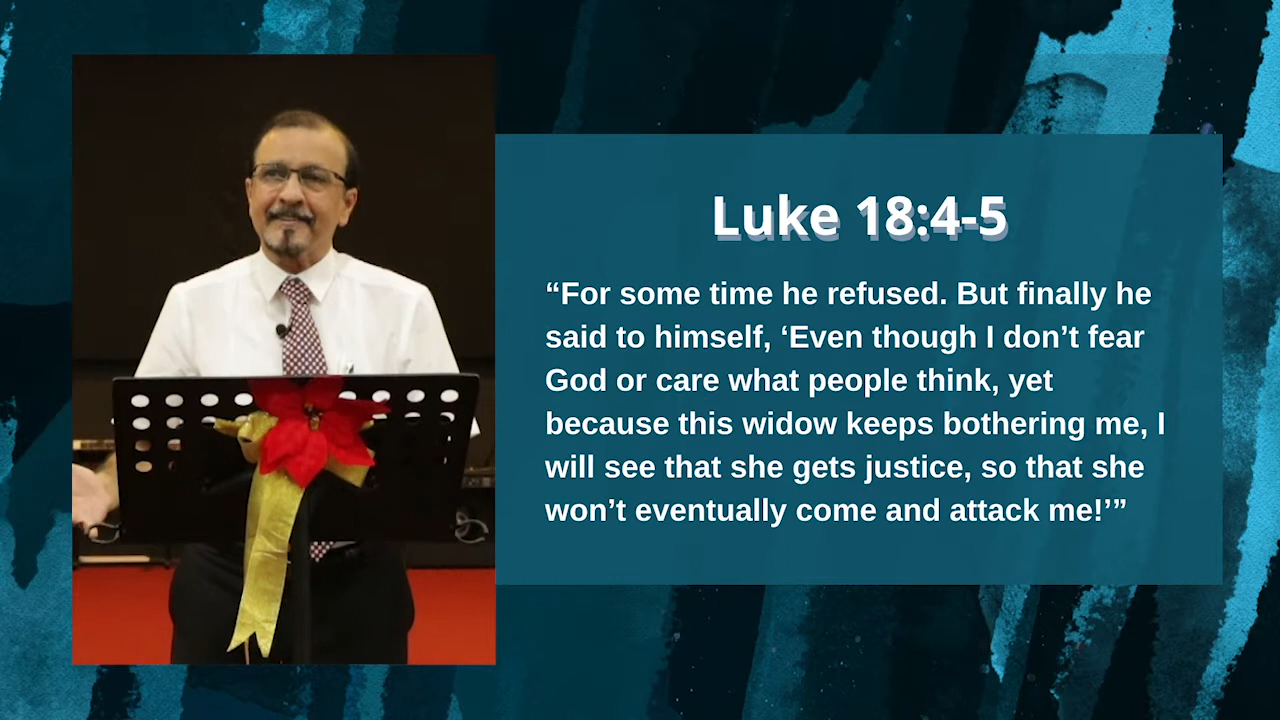 Luke 18:4-5
“For some time he refused. But finally he
said to himself, ‘Even though I don’t fear
God or care what people think, yet
because this widow keeps bothering me, I
will see that she gets justice, so that she
won’t eventually come and attack me!’”